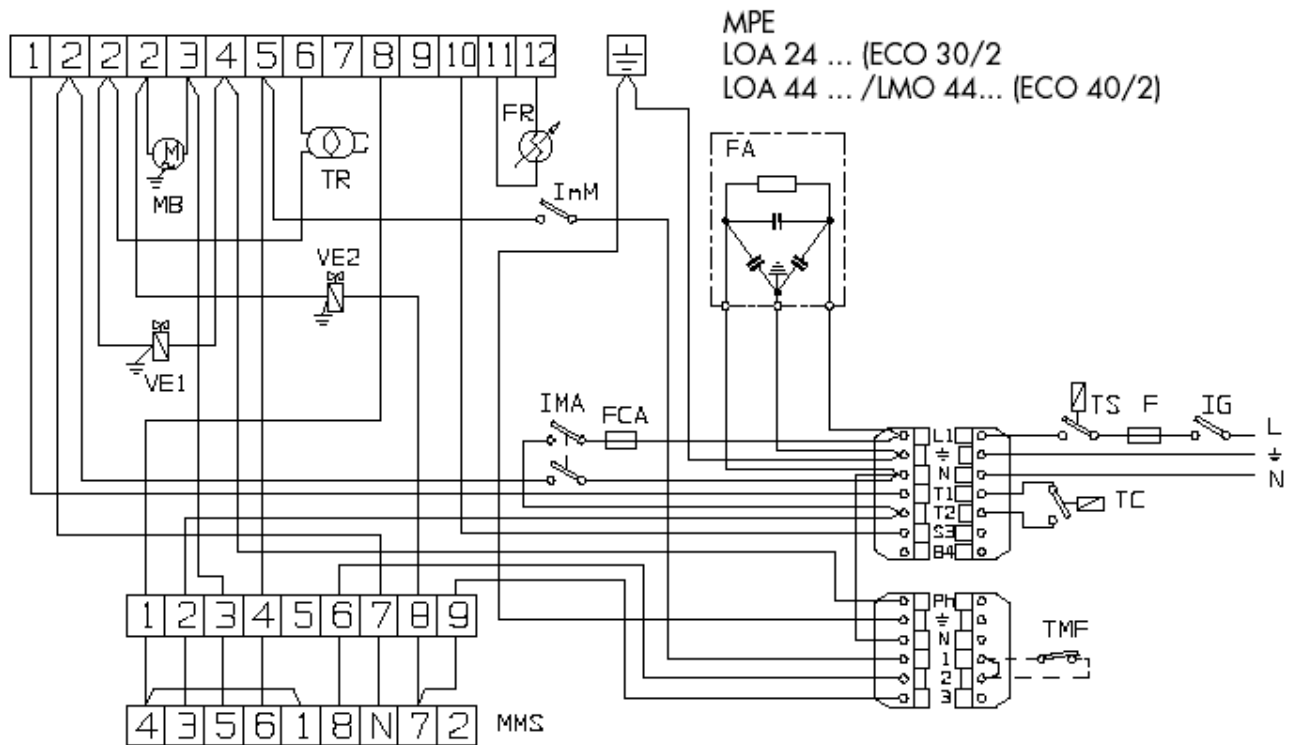 MPE
LOA 24 ... (ECO 30/2
LOA 44 ... /LMO 44... (ECO 40/2)
1 2 2 2 3 4 5 6 7 8 9 10 11 12
FR
FA
M
MB
TR
InM
VE2
VE1
IMA
FCA
TS
F
IG
L
N
L1
N
T1
T2
S3
B4
TC
1 2 3 4 5 6 7 8 9
Ph
N
1
2
3
TMF
4 3 5 6 1 8 N 7 2
MMS